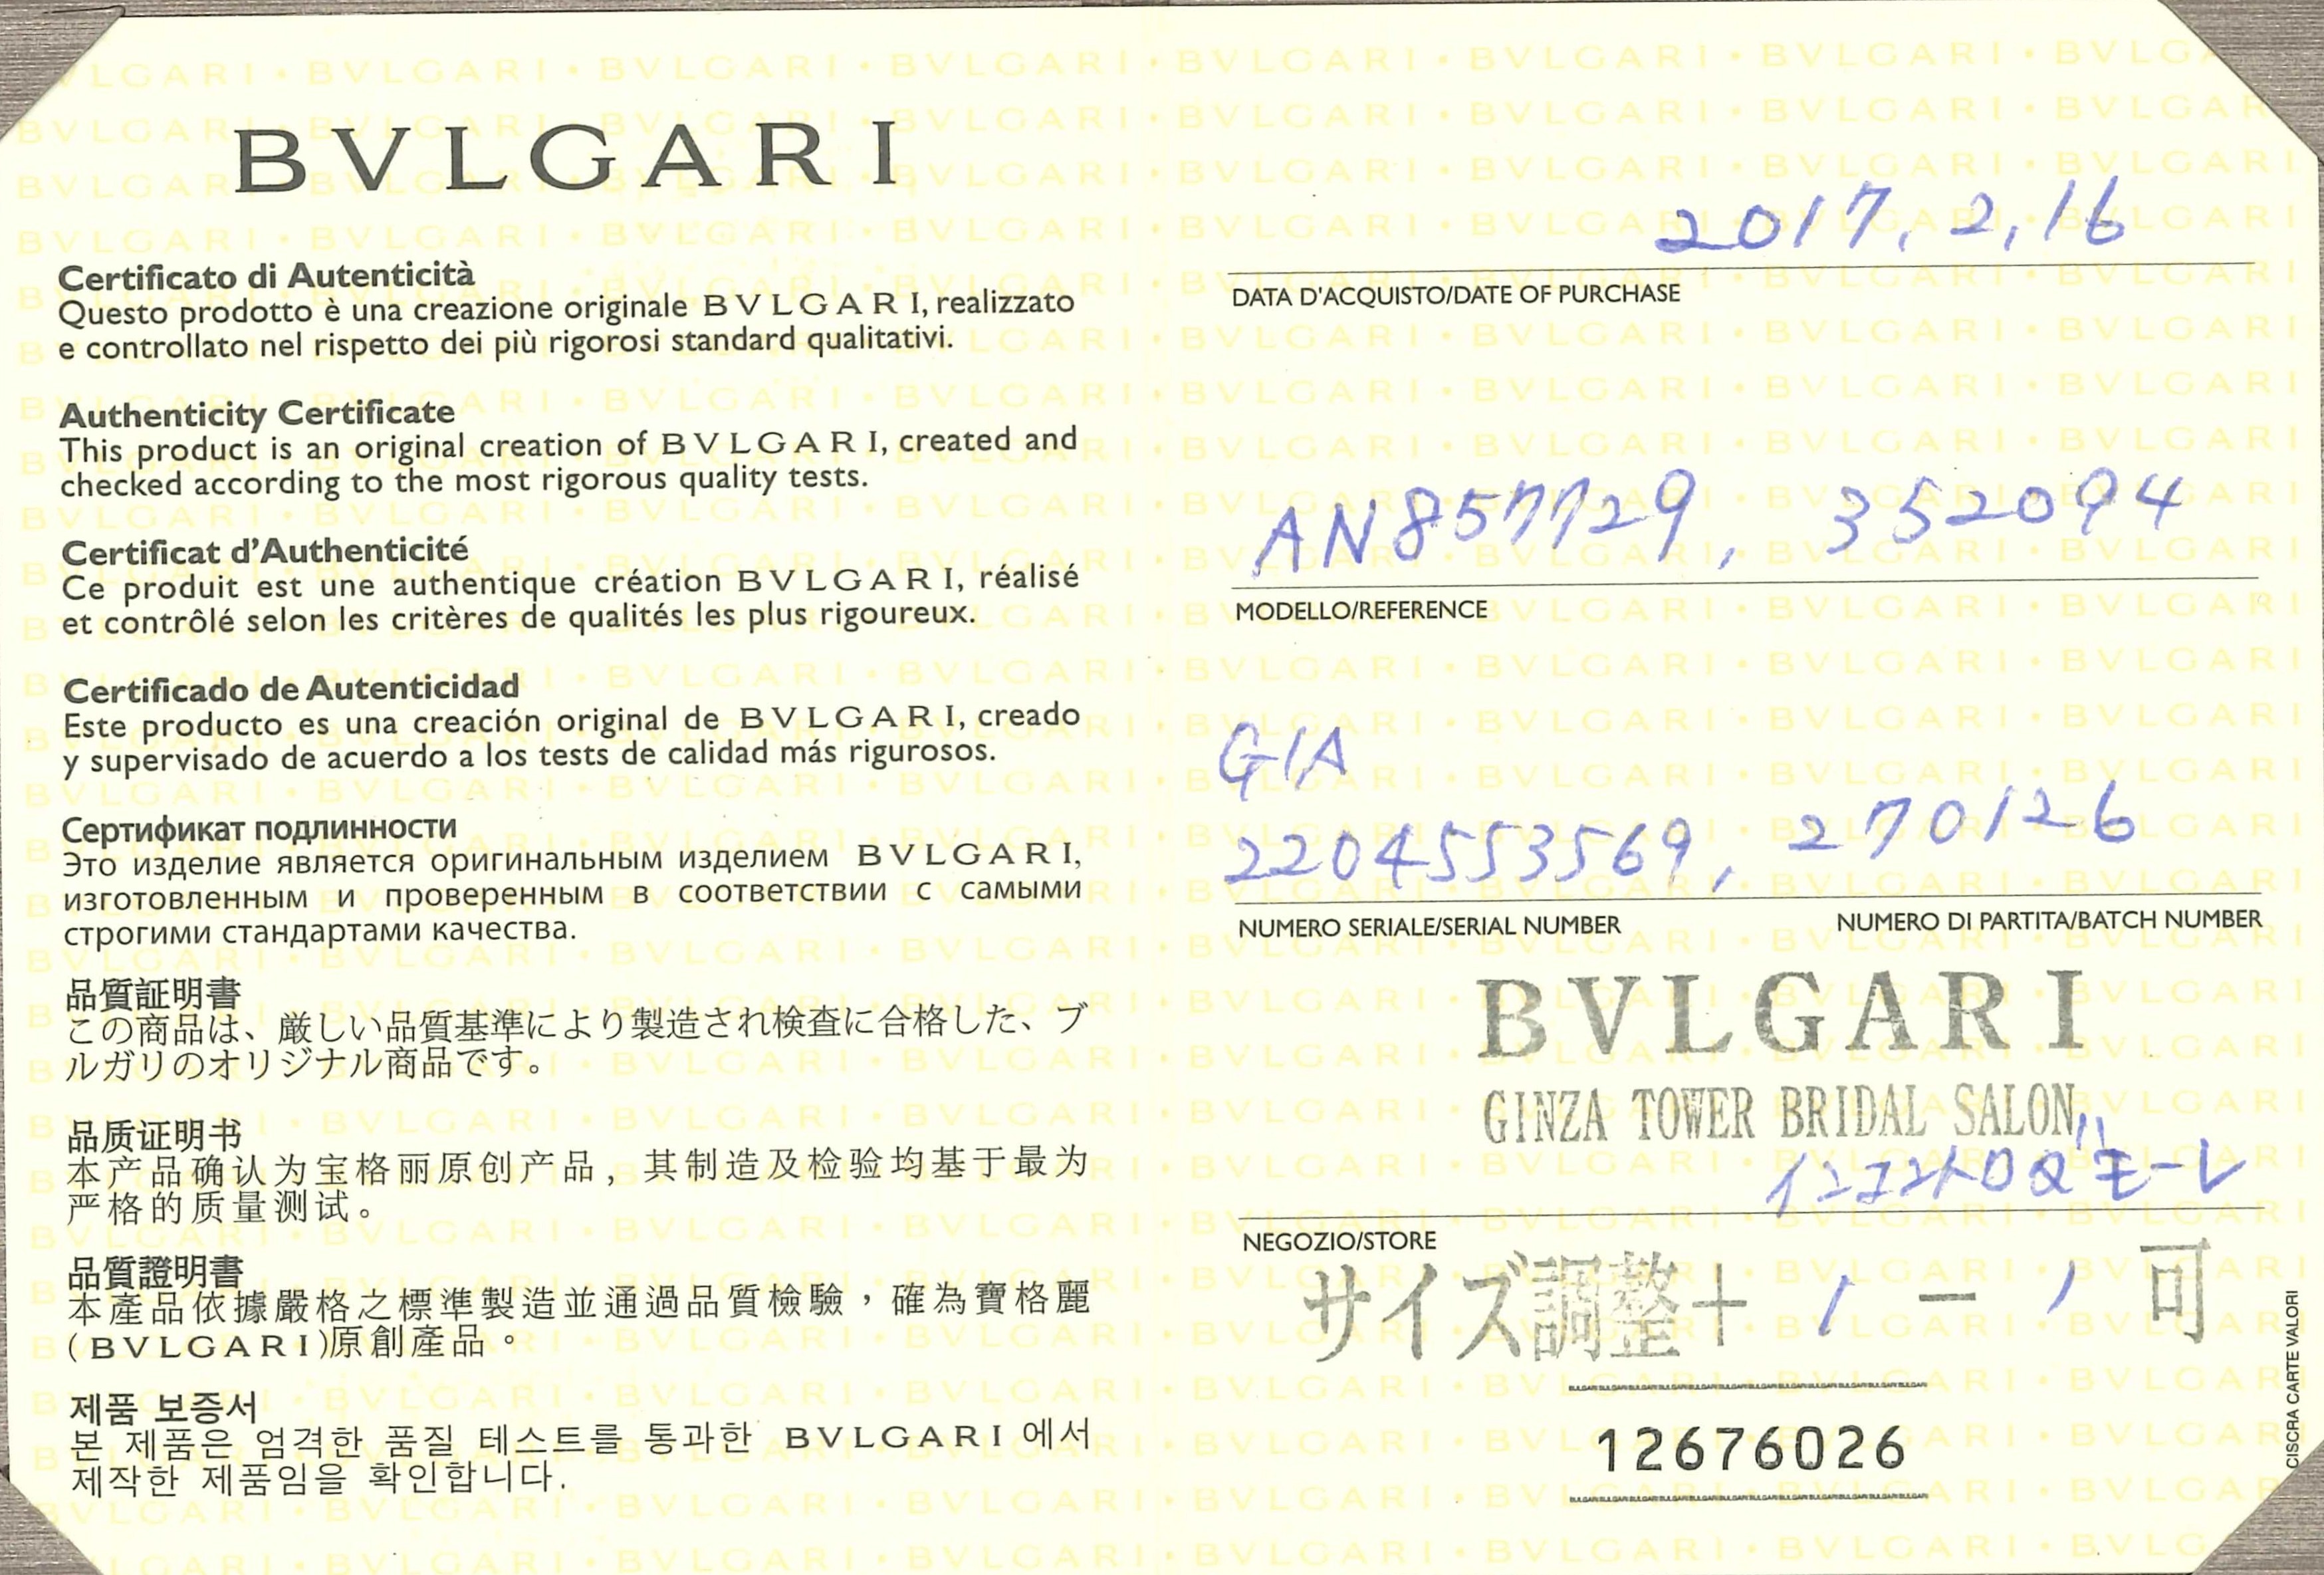 BVLGARI
Certificato di Autenticità
Questo prodotto è una creazione originale BVLGARI, realizzato
e controllato nel rispetto dei più rigorosi standard qualitativi.
Authenticity Certificate
This product is an original creation of BVLGARI, created and
checked according to the most rigorous quality tests.
Certificat d'Authenticité
Ce produit est une authentique création BVLGARI, réalisé
et contrôlé selon les critères de qualités les plus rigoureux.
Certificado de Autenticidad
Este producto es una creación original de BVLGARI, creado
y supervisado de acuerdo a los tests de calidad más rigurosos.
Сертификат подлинности
Это изделие является оригинальным изделием BVLGARI,
изготовленным и проверенным в соответствии с самыми
строгими стандартами качества.
品質証明書
この商品は、厳しい品質基準により製造され検査に合格した、ブ
ルガリのオリジナル商品です。
品质证明书
本产品确认为宝格丽原创产品, 其制造及检验均基于最为
严格的质量测试。
品質證明書
本產品依據嚴格之標準製造並通過品質檢驗，確為寶格麗
(BVLGARI)原創產品。
제품 보증서
본 제품은 엄격한 품질 테스트를 통과한 BVLGARI 에서
제작한 제품임을 확인합니다.
2017.2,16
DATA D'ACQUISTO/DATE OF PURCHASE
AN857729, 352094
MODELLO/REFERENCE
GIA
2204553569, 270126
NUMERO SERIALE/SERIAL NUMBER NUMERO DI PARTITA/BATCH NUMBER
BVLGARI
GINZA TOWER BRIDAL SALON
インコントロダモーレ
NEGOZIO/STORE
サイズ調整＋1 －1 可
12676026
CISCRA CARTE VALORI